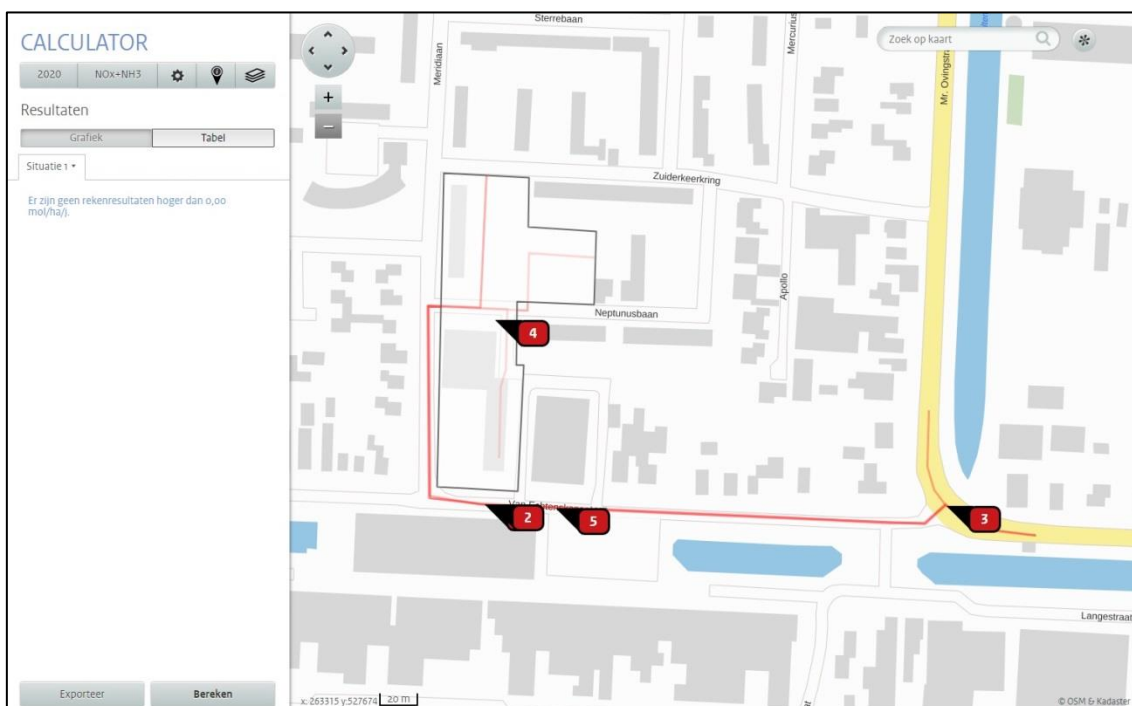 CALCULATOR
2020 NOx+NH3
Resultaten
Grafiek Tabel
Situatie 1
Er zijn geen rekenresultaten hoger dan 0,00
mol/ha/j.
Exporteer Bereken
+
−
Zoek op kaart
Sterrebaan
Meridiaan
Mercurius
Mr. Ovingstra
Zuiderkeerkring
Apollo
Neptunusbaan
4
2
5
3
Langestraat
x: 263315 y:527674 20 m
© OSM & Kadaster